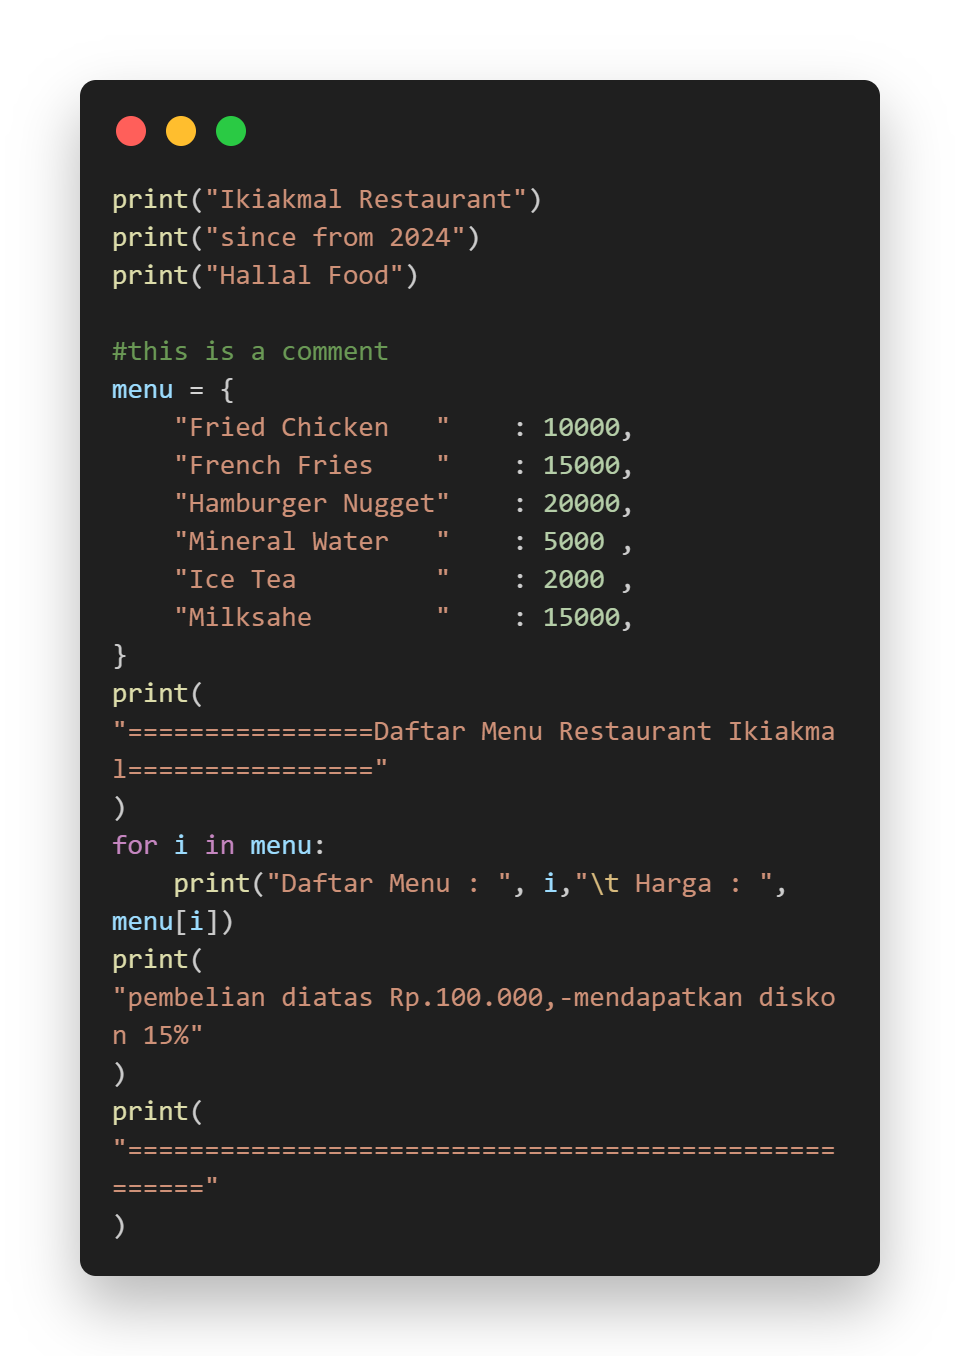 print("Ikiakmal Restaurant")
print("since from 2024")
print("Hallal Food")

#this is a comment
menu = {
    "Fried Chicken   "    : 10000,
    "French Fries    "    : 15000,
    "Hamburger Nugget"    : 20000,
    "Mineral Water   "    : 5000 ,
    "Ice Tea         "    : 2000 ,
    "Milksahe        "    : 15000,
}
print(
"================Daftar Menu Restaurant Ikiakma
l================"
)
for i in menu:
    print("Daftar Menu : ", i,"\t Harga : ",
menu[i])
print(
"pembelian diatas Rp.100.000,-mendapatkan disko
n 15%"
)
print(
"==============================================
======"
)